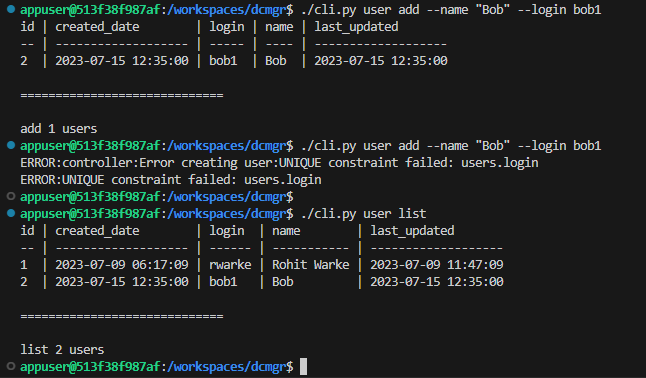 appuser@513f38f987af:/workspaces/dcmgr$ ./cli.py user add --name "Bob" --login bob1
id | created_date        | login | name | last_updated
-- | ------------------- | ----- | ---- | -------------------
2  | 2023-07-15 12:35:00 | bob1  | Bob  | 2023-07-15 12:35:00
=============================
add 1 users
appuser@513f38f987af:/workspaces/dcmgr$ ./cli.py user add --name "Bob" --login bob1
ERROR:controller:Error creating user:UNIQUE constraint failed: users.login
ERROR:UNIQUE constraint failed: users.login
appuser@513f38f987af:/workspaces/dcmgr$
appuser@513f38f987af:/workspaces/dcmgr$ ./cli.py user list
id | created_date        | login  | name        | last_updated
-- | ------------------- | ------ | ----------- | -------------------
1  | 2023-07-09 06:17:09 | rwarke | Rohit Warke | 2023-07-09 11:47:09
2  | 2023-07-15 12:35:00 | bob1   | Bob         | 2023-07-15 12:35:00
=============================
list 2 users
appuser@513f38f987af:/workspaces/dcmgr$